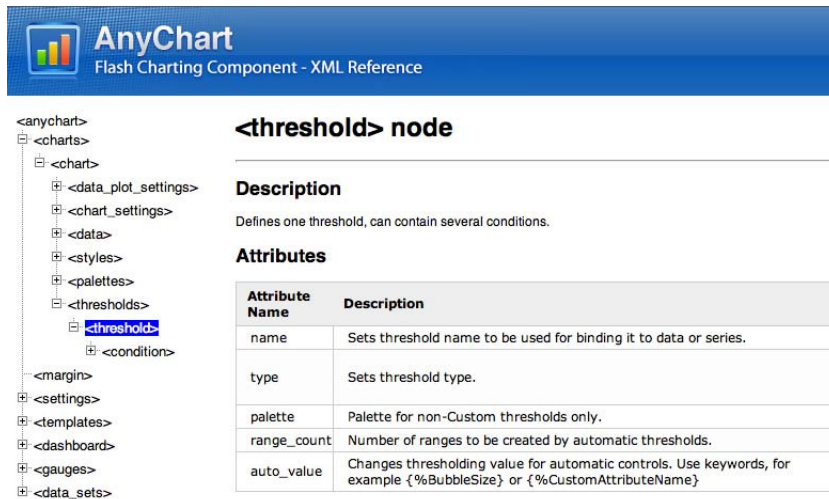 AnyChart
Flash Charting Component - XML Reference
<anychart>
<charts>
<chart>
<data_plot_settings>
<chart_settings>
<data>
<styles>
<palettes>
<thresholds>
<threshold>
<condition>
<margin>
<settings>
<templates>
<dashboard>
<gauges>
<data_sets>
<threshold> node
Description
Defines one threshold, can contain several conditions.
Attributes
Attribute
Name
Description
name
Sets threshold name to be used for binding it to data or series.
type
Sets threshold type.
palette
Palette for non-Custom thresholds only.
range_count
Number of ranges to be created by automatic thresholds.
auto_value
Changes thresholding value for automatic controls. Use keywords, for
example {%BubbleSize} or {%CustomAttributeName}